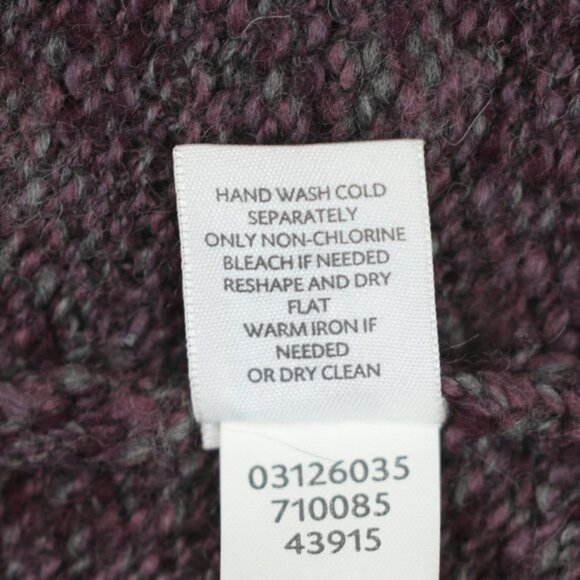 HAND WASH COLD
SEPARATELY
ONLY NON-CHLORINE
BLEACH IF NEEDED
RESHAPE AND DRY
FLAT
WARM IRON IF
NEEDED
OR DRY CLEAN
03126035
710085
43915